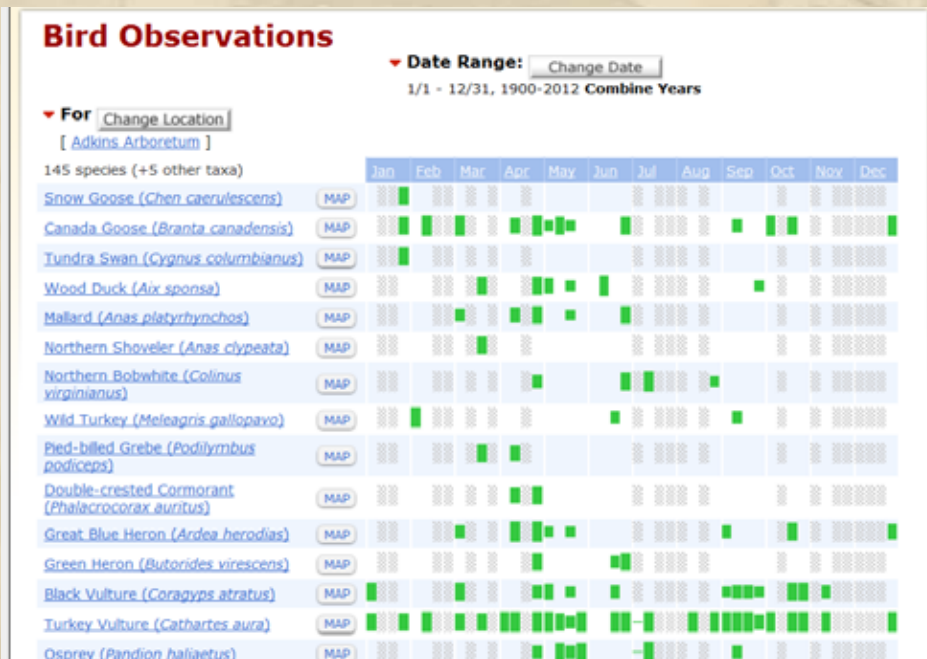 Bird Observations
Date Range: Change Date
1/1 - 12/31, 1900-2012 Combine Years
For Change Location
[ Adkins Arboretum ]
145 species (+5 other taxa) Jan Feb Mar Apr May Jun Jul Aug Sep Oct Nov Dec
Snow Goose (Chen caerulescens) MAP
Canada Goose (Branta canadensis) MAP
Tundra Swan (Cygnus columbianus) MAP
Wood Duck (Aix sponsa) MAP
Mallard (Anas platyrhynchos) MAP
Northern Shoveler (Anas clypeata) MAP
Northern Bobwhite (Colinus
virginianus) MAP
Wild Turkey (Meleagris gallopavo) MAP
Pied-billed Grebe (Podilymbus
podiceps) MAP
Double-crested Cormorant
(Phalacrocorax auritus) MAP
Great Blue Heron (Ardea herodias) MAP
Green Heron (Butorides virescens) MAP
Black Vulture (Coragyps atratus) MAP
Turkey Vulture (Cathartes aura) MAP
Osprey (Pandion haliaetus) MAP